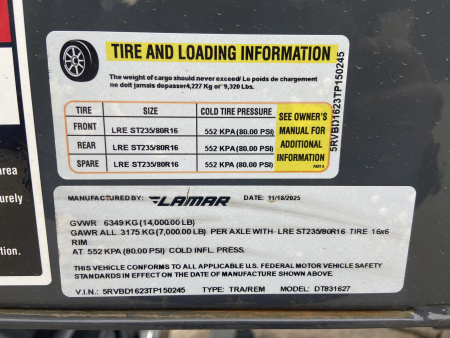 TIRE AND LOADING INFORMATION
The weight of cargo should never exceed/ Le poids de chargement
ne doit jamais depasser4,227 Kg or*9,320 Lbs.
TIRE SIZE COLD TIRE PRESSURE
FRONT LRE ST235/80R16 552 KPA (80.00 PSI)
REAR LRE ST235/80R16 552 KPA (80.00 PSI)
SPARE LRE ST235/80R16 552 KPA (80.00 PSI)
SEE OWNER'S
MANUAL FOR
ADDITIONAL
INFORMATION
5RVBD1623TP150245
area
urely
MANUFACTURED BY: LAMAR DATE: 11/18/2025
GVWR 6349 KG (14,000.00 LB)
GAWR ALL 3175 KG(7,000.00 LB) PER AXLE WITH LRE ST235/80R16 TIRE 16x6
RIM
AT 552 KPA (80.00 PSI) COLD INFL. PRESS.
THIS VEHICLE CONFORMS TO ALL APPLICABLE U.S. FEDERAL MOTOR VEHICLE SAFETY
STANDARDS IN EFFECT ON THE DATE OF MANUFACTURE SHOWN ABOVE.
V.I.N.: 5RVBD1623TP150245 TYPE: TRA/REM MODEL: DT831627